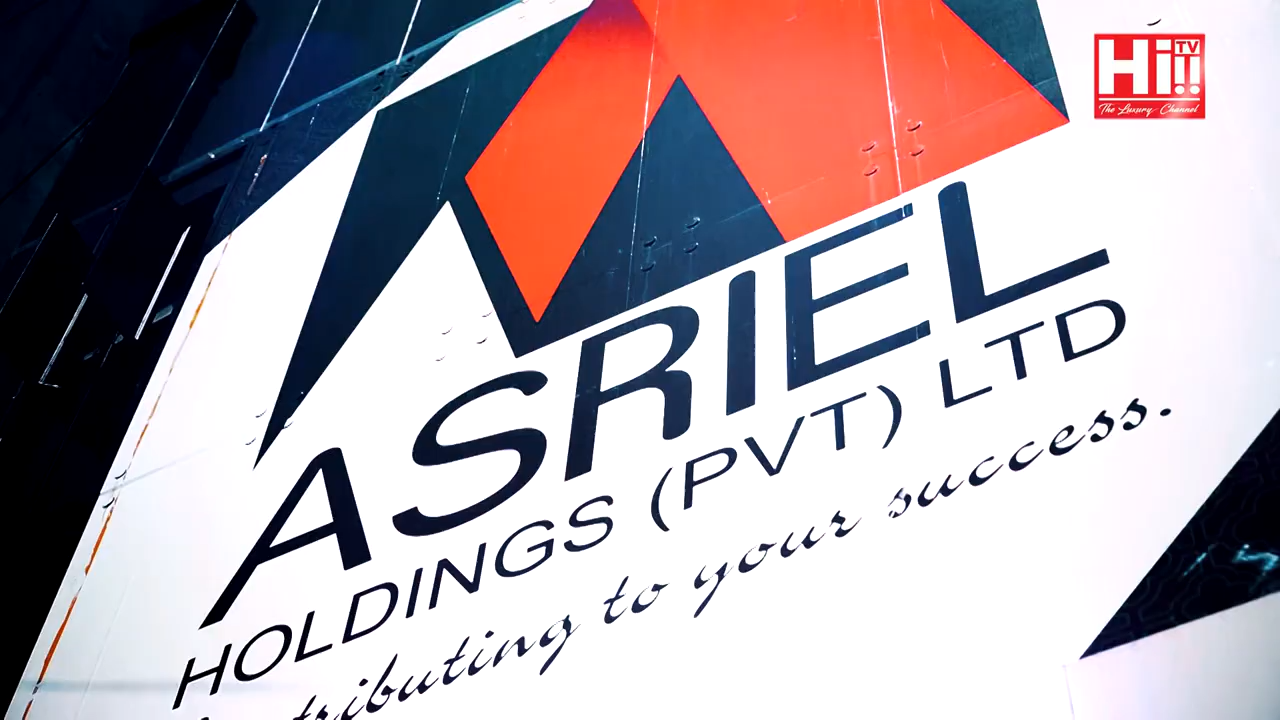 Hi!!
TV
The Luxury Channel
ASRIEL
HOLDINGS (PVT) LTD
to your success.